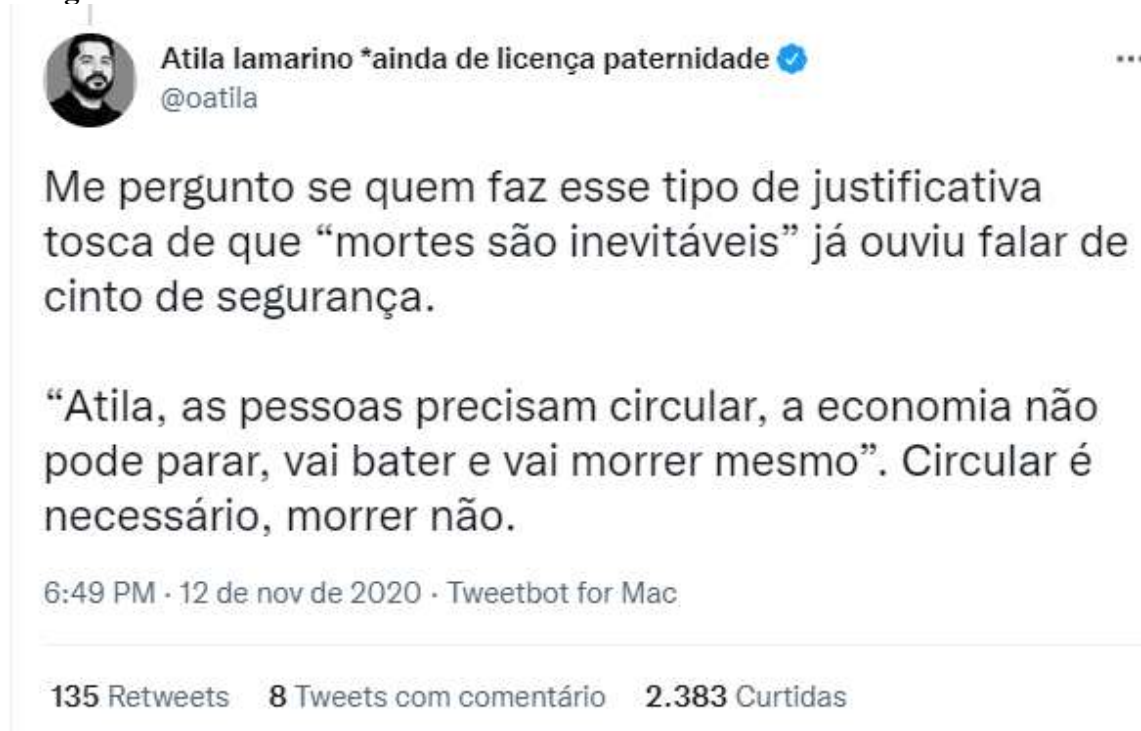 Atila Iamarino *ainda de licença paternidade
@oatila
Me pergunto se quem faz esse tipo de justificativa
tosca de que “mortes são inevitáveis” já ouviu falar de
cinto de segurança.
“Atila, as pessoas precisam circular, a economia não
pode parar, vai bater e vai morrer mesmo”. Circular é
necessário, morrer não.
6:49 PM · 12 de nov de 2020 · Tweetbot for Mac
135 Retweets 8 Tweets com comentário 2.383 Curtidas